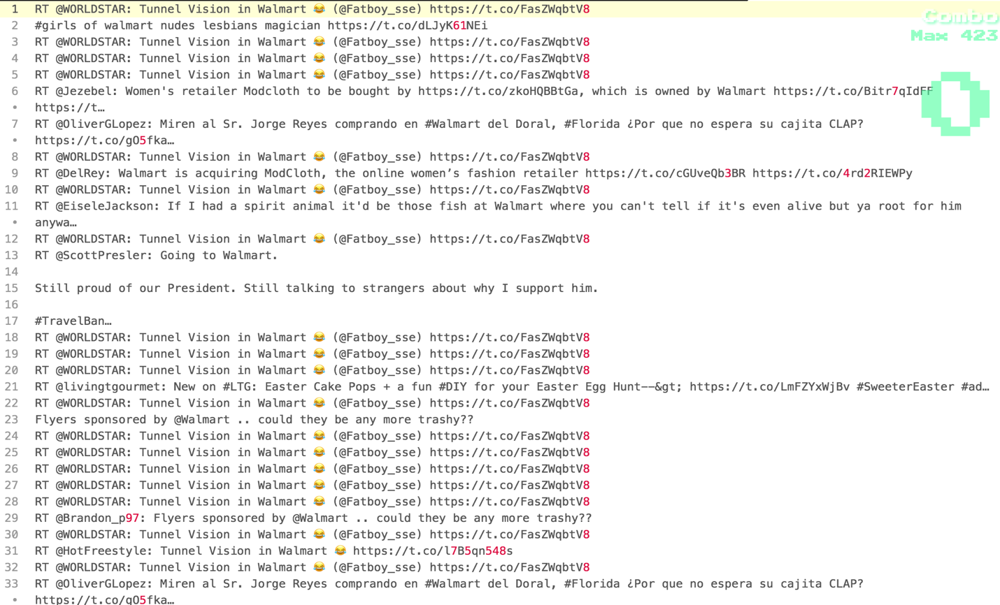 1 RT @WORLDSTAR: Tunnel Vision in Walmart 😂 (@Fatboy_sse) https://t.co/FasZWqbtV8
Combo
2 #girls of walmart nudes lesbians magician https://t.co/dLJyK61NEi
Max 423
3 RT @WORLDSTAR: Tunnel Vision in Walmart 😂 (@Fatboy_sse) https://t.co/FasZWqbtV8
4 RT @WORLDSTAR: Tunnel Vision in Walmart 😂 (@Fatboy_sse) https://t.co/FasZWqbtV8
5 RT @WORLDSTAR: Tunnel Vision in Walmart 😂 (@Fatboy_sse) https://t.co/FasZWqbtV8
6 RT @Jezebel: Women's retailer Modcloth to be bought by https://t.co/zkoHQBBtGa, which is owned by Walmart https://t.co/Bitr7qIdFF
0
• https://t…
7 RT @OliverGLopez: Miren al Sr. Jorge Reyes comprando en #Walmart del Doral, #Florida ¿Por que no espera su cajita CLAP?
• https://t.co/gO5fka…
8 RT @WORLDSTAR: Tunnel Vision in Walmart 😂 (@Fatboy_sse) https://t.co/FasZWqbtV8
9 RT @DelRey: Walmart is acquiring ModCloth, the online women’s fashion retailer https://t.co/cGUveQb3BR https://t.co/4rd2RIEWPy
10 RT @WORLDSTAR: Tunnel Vision in Walmart 😂 (@Fatboy_sse) https://t.co/FasZWqbtV8
11 RT @EiseleJackson: If I had a spirit animal it'd be those fish at Walmart where you can't tell if it's even alive but ya root for him
• anywa…
12 RT @WORLDSTAR: Tunnel Vision in Walmart 😂 (@Fatboy_sse) https://t.co/FasZWqbtV8
13 RT @ScottPresler: Going to Walmart.
14
15 Still proud of our President. Still talking to strangers about why I support him.
16
17 #TravelBan…
18 RT @WORLDSTAR: Tunnel Vision in Walmart 😂 (@Fatboy_sse) https://t.co/FasZWqbtV8
19 RT @WORLDSTAR: Tunnel Vision in Walmart 😂 (@Fatboy_sse) https://t.co/FasZWqbtV8
20 RT @WORLDSTAR: Tunnel Vision in Walmart 😂 (@Fatboy_sse) https://t.co/FasZWqbtV8
21 RT @livingtgourmet: New on #LTG: Easter Cake Pops + a fun #DIY for your Easter Egg Hunt--&gt; https://t.co/LmFZYxWjBv #SweeterEaster #ad…
22 RT @WORLDSTAR: Tunnel Vision in Walmart 😂 (@Fatboy_sse) https://t.co/FasZWqbtV8
23 Flyers sponsored by @Walmart .. could they be any more trashy??
24 RT @WORLDSTAR: Tunnel Vision in Walmart 😂 (@Fatboy_sse) https://t.co/FasZWqbtV8
25 RT @WORLDSTAR: Tunnel Vision in Walmart 😂 (@Fatboy_sse) https://t.co/FasZWqbtV8
26 RT @WORLDSTAR: Tunnel Vision in Walmart 😂 (@Fatboy_sse) https://t.co/FasZWqbtV8
27 RT @WORLDSTAR: Tunnel Vision in Walmart 😂 (@Fatboy_sse) https://t.co/FasZWqbtV8
28 RT @WORLDSTAR: Tunnel Vision in Walmart 😂 (@Fatboy_sse) https://t.co/FasZWqbtV8
29 RT @Brandon_p97: Flyers sponsored by @Walmart .. could they be any more trashy??
30 RT @WORLDSTAR: Tunnel Vision in Walmart 😂 (@Fatboy_sse) https://t.co/FasZWqbtV8
31 RT @HotFreestyle: Tunnel Vision in Walmart 😂 https://t.co/l7B5qn548s
32 RT @WORLDSTAR: Tunnel Vision in Walmart 😂 (@Fatboy_sse) https://t.co/FasZWqbtV8
33 RT @OliverGLopez: Miren al Sr. Jorge Reyes comprando en #Walmart del Doral, #Florida ¿Por que no espera su cajita CLAP?
• https://t.co/gO5fka…